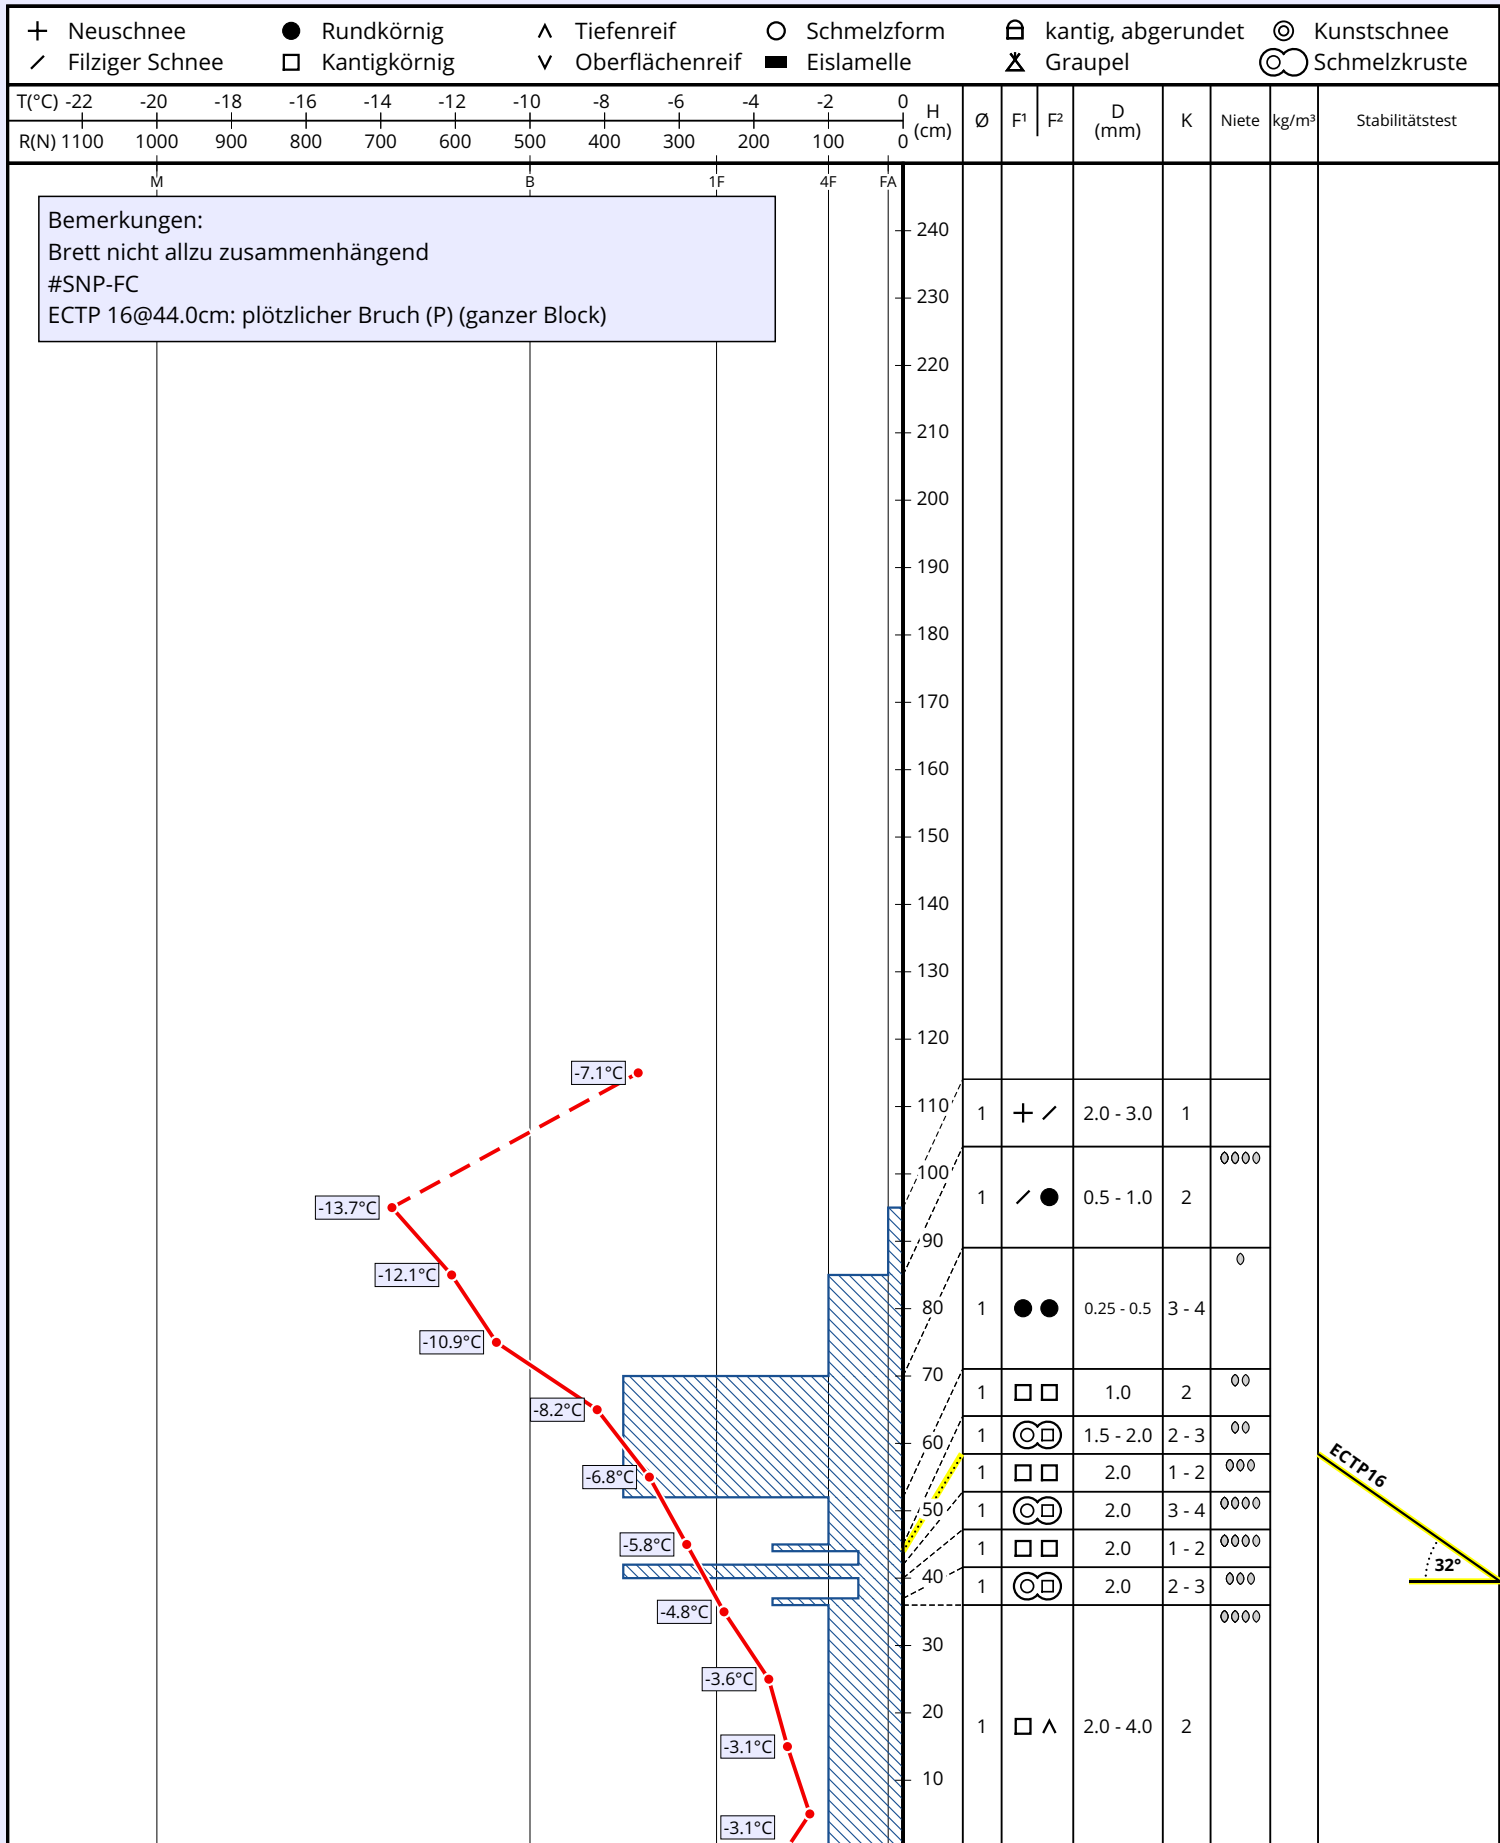 Neuschnee Rundkörnig Tiefenreif Schmelzform kantig, abgerundet Kunstschnee
Filziger Schnee Kantigkörnig Oberflächenreif Eislamelle Graupel Schmelzkruste
T(°C) -22 -20 -18 -16 -14 -12 -10 -8 -6 -4 -2 0
R(N) 1100 1000 900 800 700 600 500 400 300 200 100 0
H (cm) Ø F¹ F² D (mm) K Niete kg/m³ Stabilitätstest
M B 1F 4F FA
Bemerkungen:
Brett nicht allzu zusammenhängend
#SNP-FC
ECTP 16@44.0cm: plötzlicher Bruch (P) (ganzer Block)
240
230
220
210
200
190
180
170
160
150
140
130
120
-7.1°C
110 1 2.0 - 3.0 1
100
-13.7°C 1 0.5 - 1.0 2
90
-12.1°C
80 1 0.25 - 0.5 3 - 4
-10.9°C
70
1 1.0 2
-8.2°C
60 1 1.5 - 2.0 2 - 3
-6.8°C 1 2.0 1 - 2 ECTP16
50 1 2.0 3 - 4
-5.8°C 1 2.0 1 - 2
40 1 2.0 2 - 3 32°
-4.8°C
30
-3.6°C
20 1 2.0 - 4.0 2
-3.1°C
10
-3.1°C